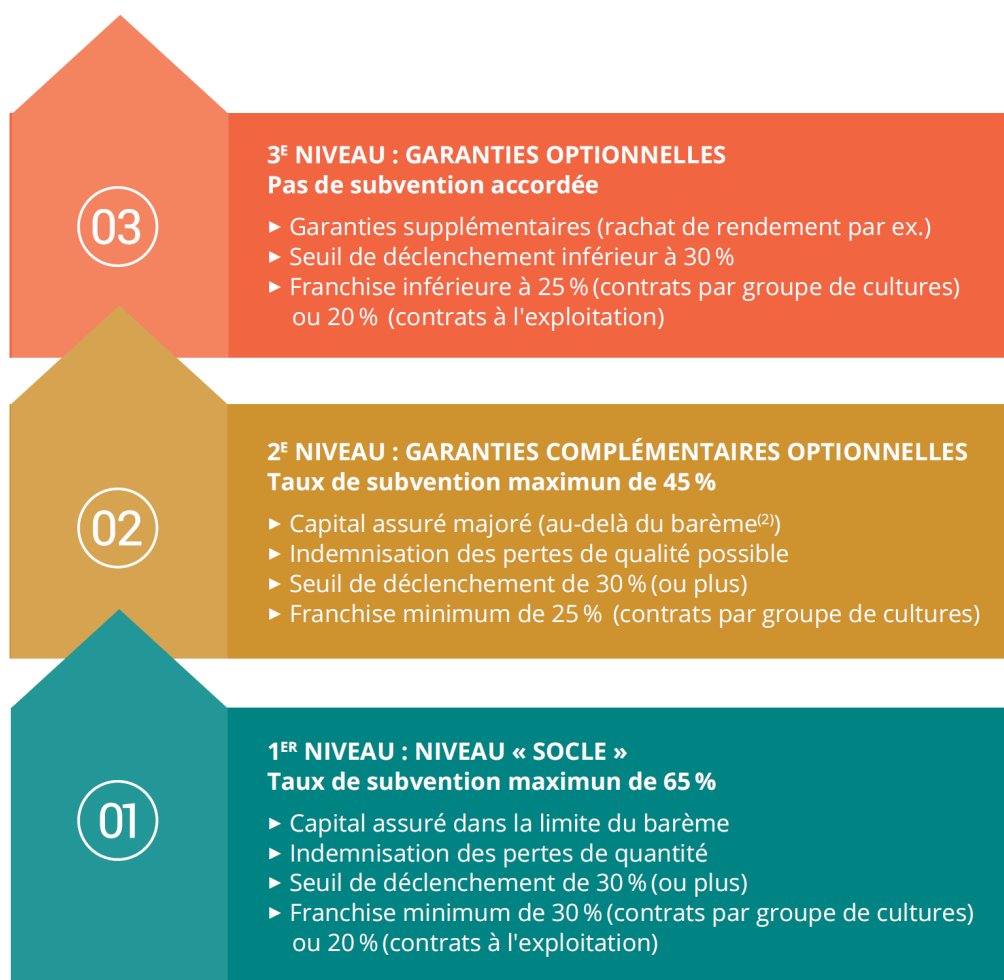 03
3E NIVEAU : GARANTIES OPTIONNELLES
Pas de subvention accordée
► Garanties supplémentaires (rachat de rendement par ex.)
► Seuil de déclenchement inférieur à 30 %
► Franchise inférieure à 25 % (contrats par groupe de cultures)
ou 20 % (contrats à l'exploitation)
02
2E NIVEAU : GARANTIES COMPLÉMENTAIRES OPTIONNELLES
Taux de subvention maximun de 45 %
► Capital assuré majoré (au-delà du barème(2))
► Indemnisation des pertes de qualité possible
► Seuil de déclenchement de 30 % (ou plus)
► Franchise minimum de 25 % (contrats par groupe de cultures)
01
1ER NIVEAU : NIVEAU « SOCLE »
Taux de subvention maximun de 65 %
► Capital assuré dans la limite du barème
► Indemnisation des pertes de quantité
► Seuil de déclenchement de 30 % (ou plus)
► Franchise minimum de 30 % (contrats par groupe de cultures)
ou 20 % (contrats à l'exploitation)